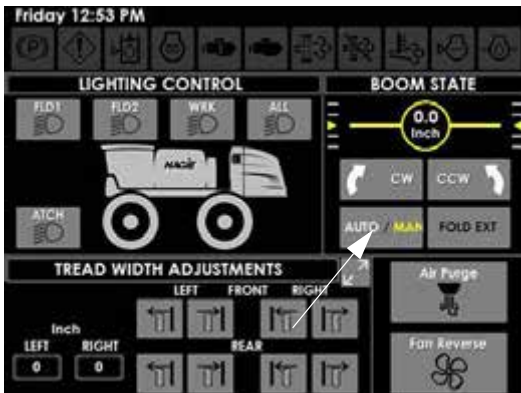 Friday 12:53 PM
LIGHTING CONTROL
BOOM STATE
FLD1 FLD2 WRK ALL
0.0
Inch
HAGIE
CW CCW
ATCH
AUTO / MAN FOLD EXT
TREAD WIDTH ADJUSTMENTS
Air Purge
LEFT FRONT RIGHT
Inch
LEFT RIGHT
REAR
Fan Reverse
0 0